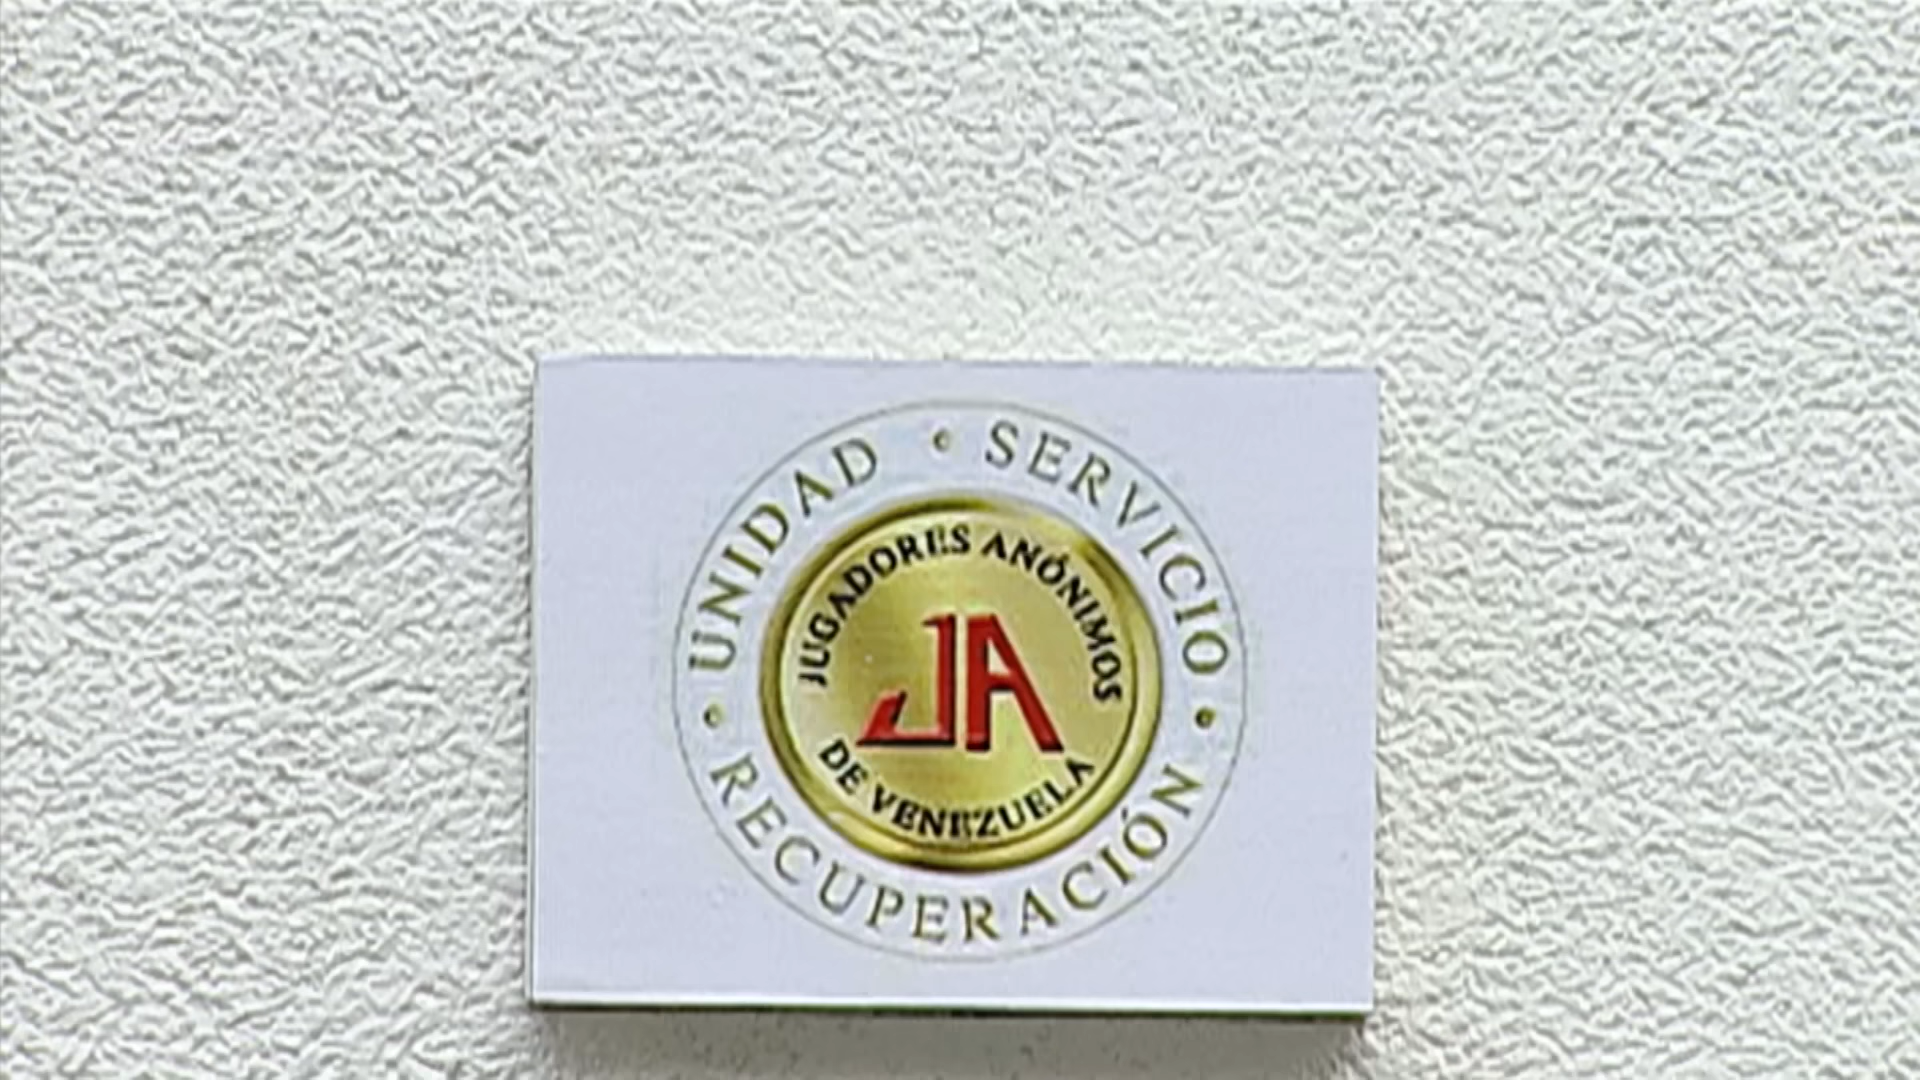 UNIDAD • SERVICIO
• RECUPERACIÓN •
JUGADORES ANÓNIMOS
JA
DE VENEZUELA